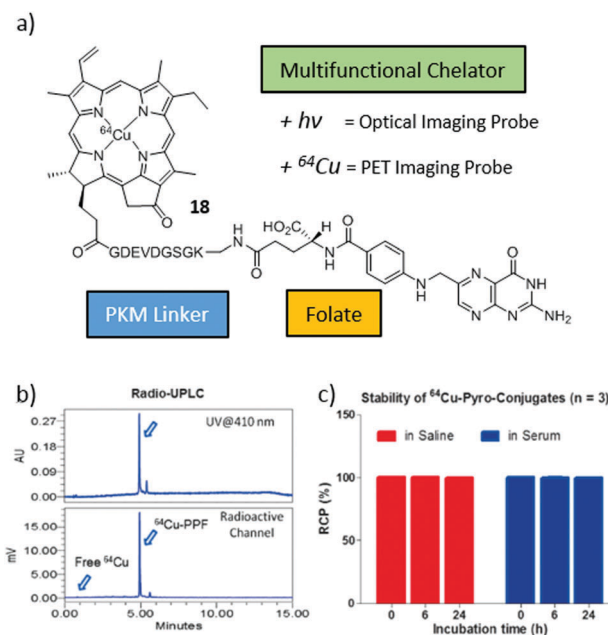 a)
Multifunctional Chelator
+ hν = Optical Imaging Probe
+ ⁶⁴Cu = PET Imaging Probe
N
N
⁶⁴Cu
N
N
O
18
O
GDEVDGSGK
H
N
O
HO₂C
H
N
H
O
N
H
N
N
O
N
NH
N
NH₂
PKM Linker
Folate
b)
Radio-UPLC
UV@410 nm
AU
0.27
0.18
0.09
0.00
Radioactive
Channel
⁶⁴Cu-PPF
Free ⁶⁴Cu
mV
15.00
10.00
5.00
0.00
0.00 5.00 10.00 15.00
Minutes
c)
Stability of ⁶⁴Cu-Pyro-Conjugates (n = 3)
in Saline
in Serum
RCP (%)
150
100
50
0
0 6 24 0 6 24
Incubation time (h)